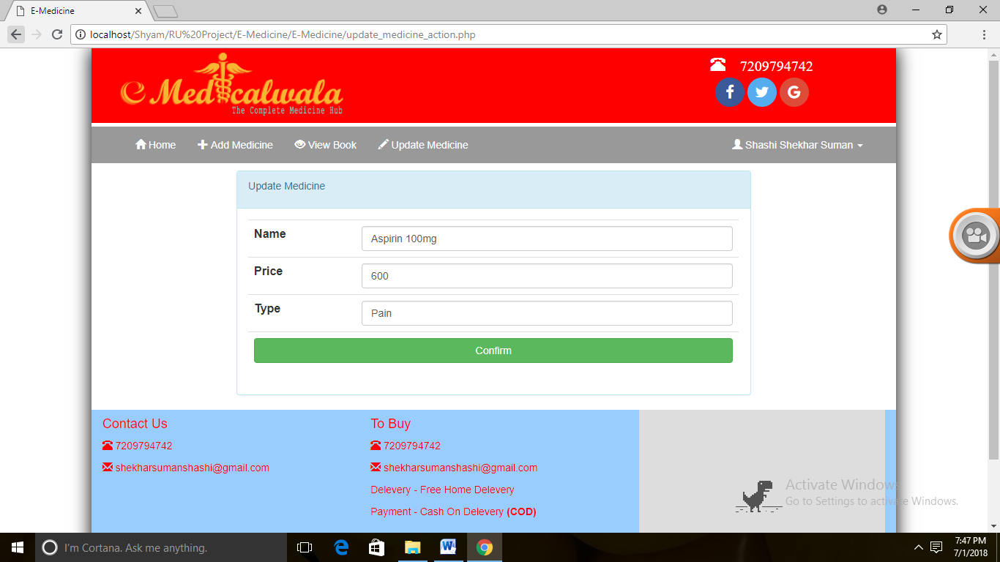 E-Medicine
localhost/Shyam/RU%20Project/E-Medicine/E-Medicine/update_medicine_action.php
e Medicalwala
The Complete Medicine Hub
7209794742
Home Add Medicine View Book Update Medicine Shashi Shekhar Suman
Update Medicine
Name Aspirin 100mg
Price 600
Type Pain
Confirm
Contact Us
7209794742
shekharsumanshashi@gmail.com
To Buy
7209794742
shekharsumanshashi@gmail.com
Delevery - Free Home Delevery
Payment - Cash On Delevery (COD)
Activate Windows
Go to Settings to activate Windows.
I'm Cortana. Ask me anything.
7:47 PM
7/1/2018